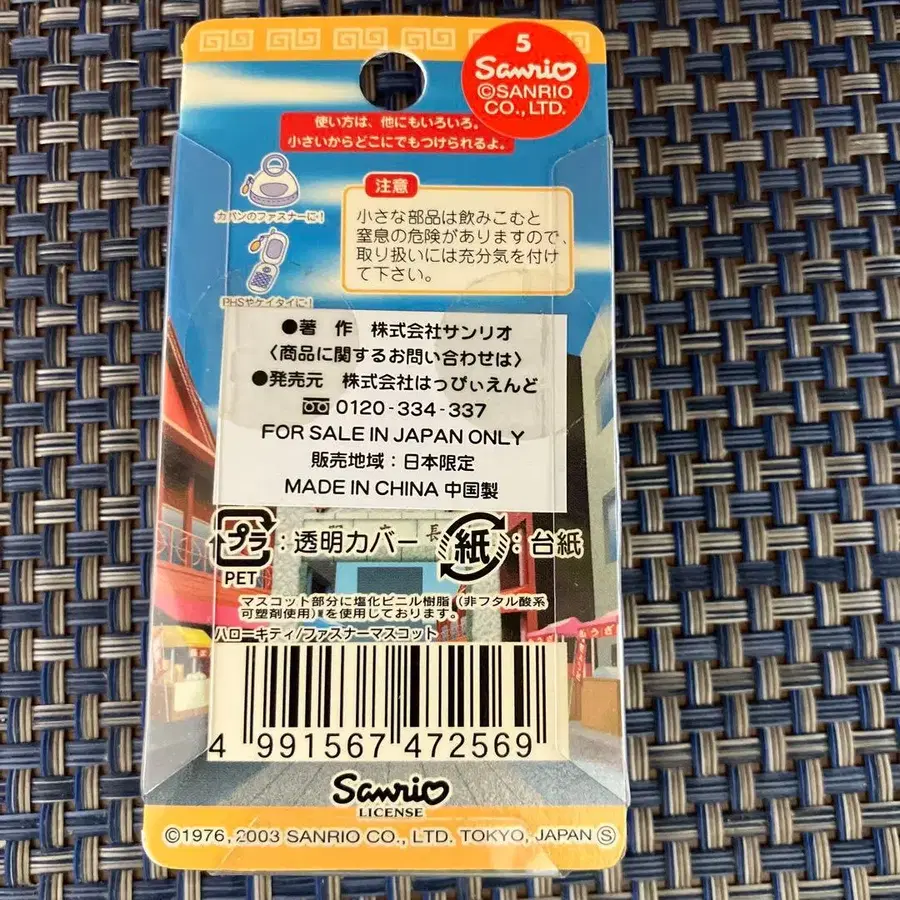 5
Sanrio
©SANRIO
CO., LTD.
使い方は、他にもいろいろ。
小さいからどこにでもつけられるよ。
カバンのファスナーに!
PHSやケイタイに!
注意
小さな部品は飲みこむと
窒息の危険がありますので、
取り扱いには充分気を付け
て下さい。
●著 作 株式会社サンリオ
〈商品に関するお問い合わせは〉
●発売元 株式会社はっぴぃえんど
0120-334-337
FOR SALE IN JAPAN ONLY
販売地域:日本限定
MADE IN CHINA 中国製
長
プラ:透明カバー 紙:台紙
PET
マスコット部分に塩化ビニル樹脂(非フタル酸系
可塑剤使用)※を使用しております。
ハローキティ/ファスナーマスコット
4 991567 472569
Sanrio
LICENSE
©1976, 2003 SANRIO CO., LTD. TOKYO, JAPAN Ⓢ